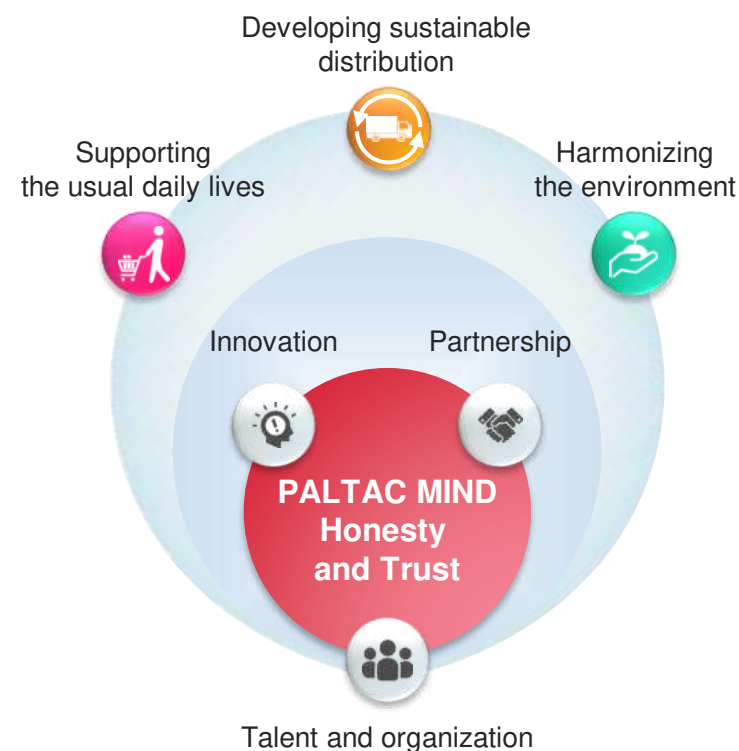 Developing sustainable
distribution
Supporting
the usual daily lives
Harmonizing
the environment
Innovation
Partnership
PALTAC MIND
Honesty
and Trust
Talent and organization